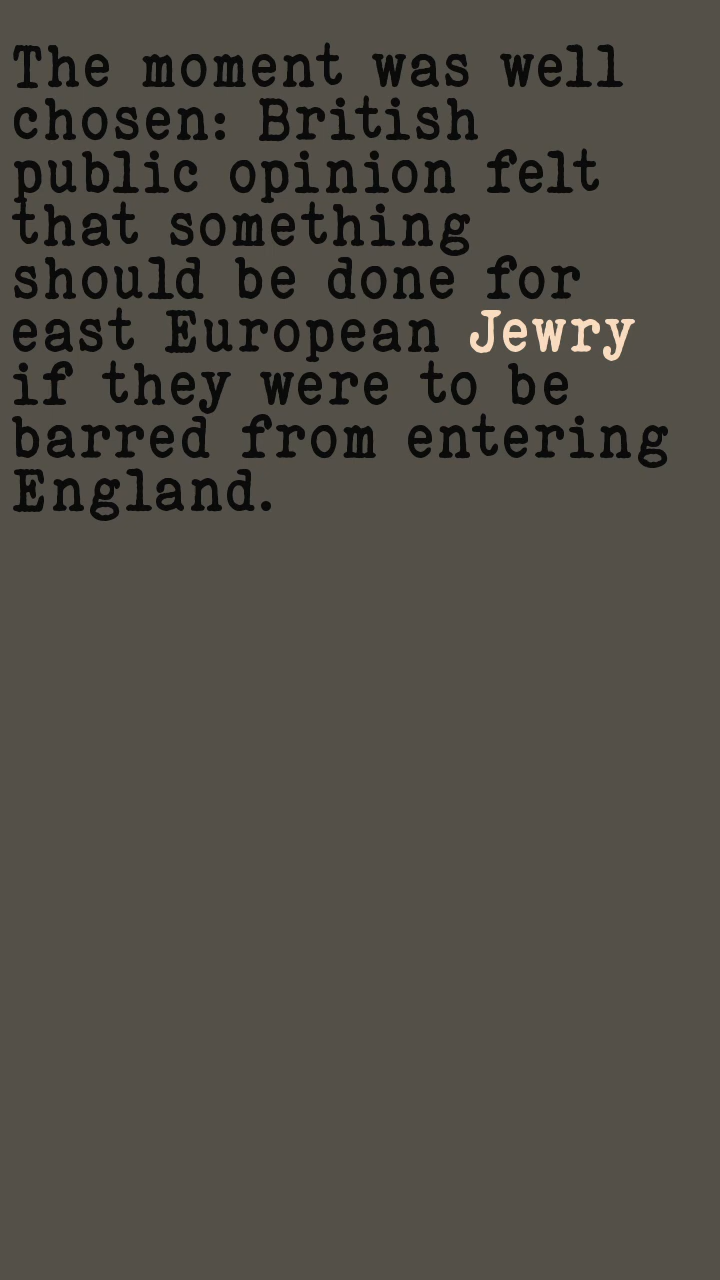 The moment was well
chosen: British
public opinion felt
that something
should be done for
east European Jewry
if they were to be
barred from entering
England.